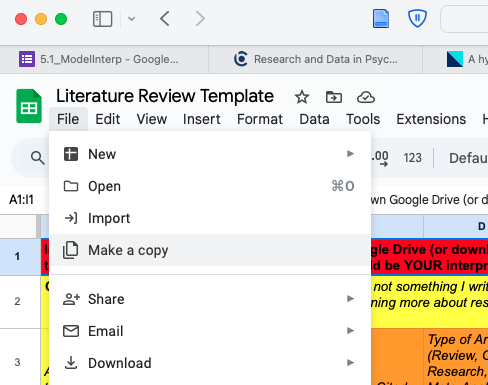 5.1_ModelInterp - Google...
Research and Data in Psyc...
A hy
Literature Review Template
File Edit View Insert Format Data Tools Extensions
New
.00 123 Defau
Open ⌘O
A1:I1
wn Google Drive (or d
Import
D
1
gle Drive (or down
Make a copy
d be YOUR interpr
2
not something I wri
Share
ning more about res
Email
Type of Ar
3
(Review, C
Download
Research,